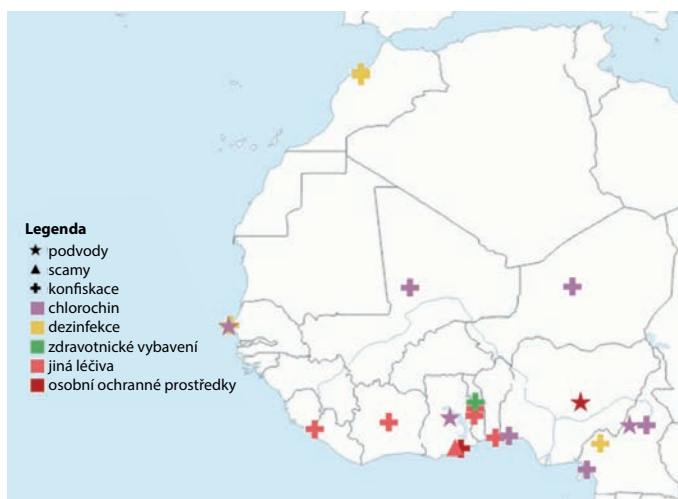 Legenda
podvody
scamy
konfiskace
chlorochin
dezinfekce
zdravotnické vybavení
jiná léčiva
osobní ochranné prostředky